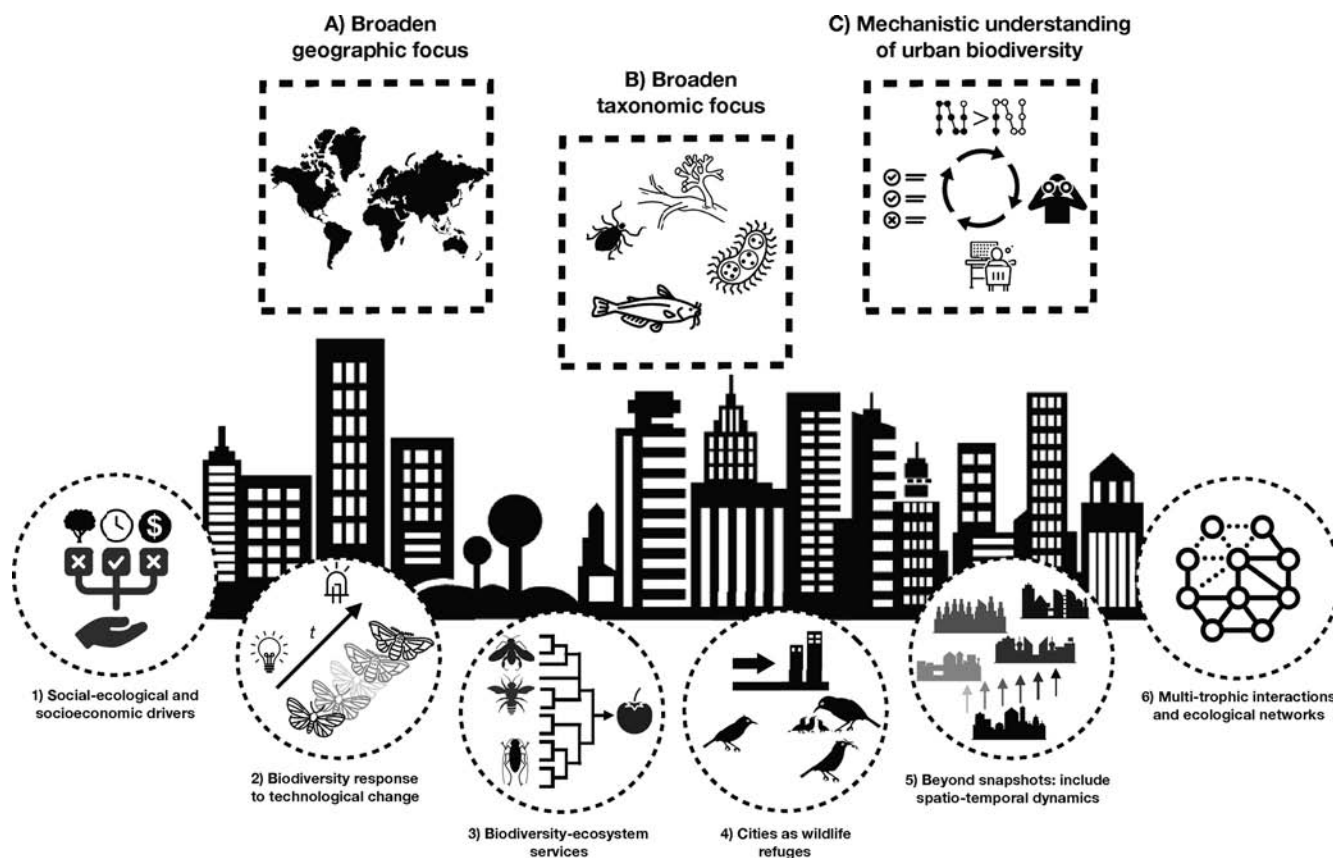 A) Broaden
geographic focus
B) Broaden
taxonomic focus
C) Mechanistic understanding
of urban biodiversity
N > N
$
t
1) Social-ecological and
socioeconomic drivers
2) Biodiversity response
to technological change
3) Biodiversity-ecosystem
services
4) Cities as wildlife
refuges
5) Beyond snapshots: include
spatio-temporal dynamics
6) Multi-trophic interactions
and ecological networks